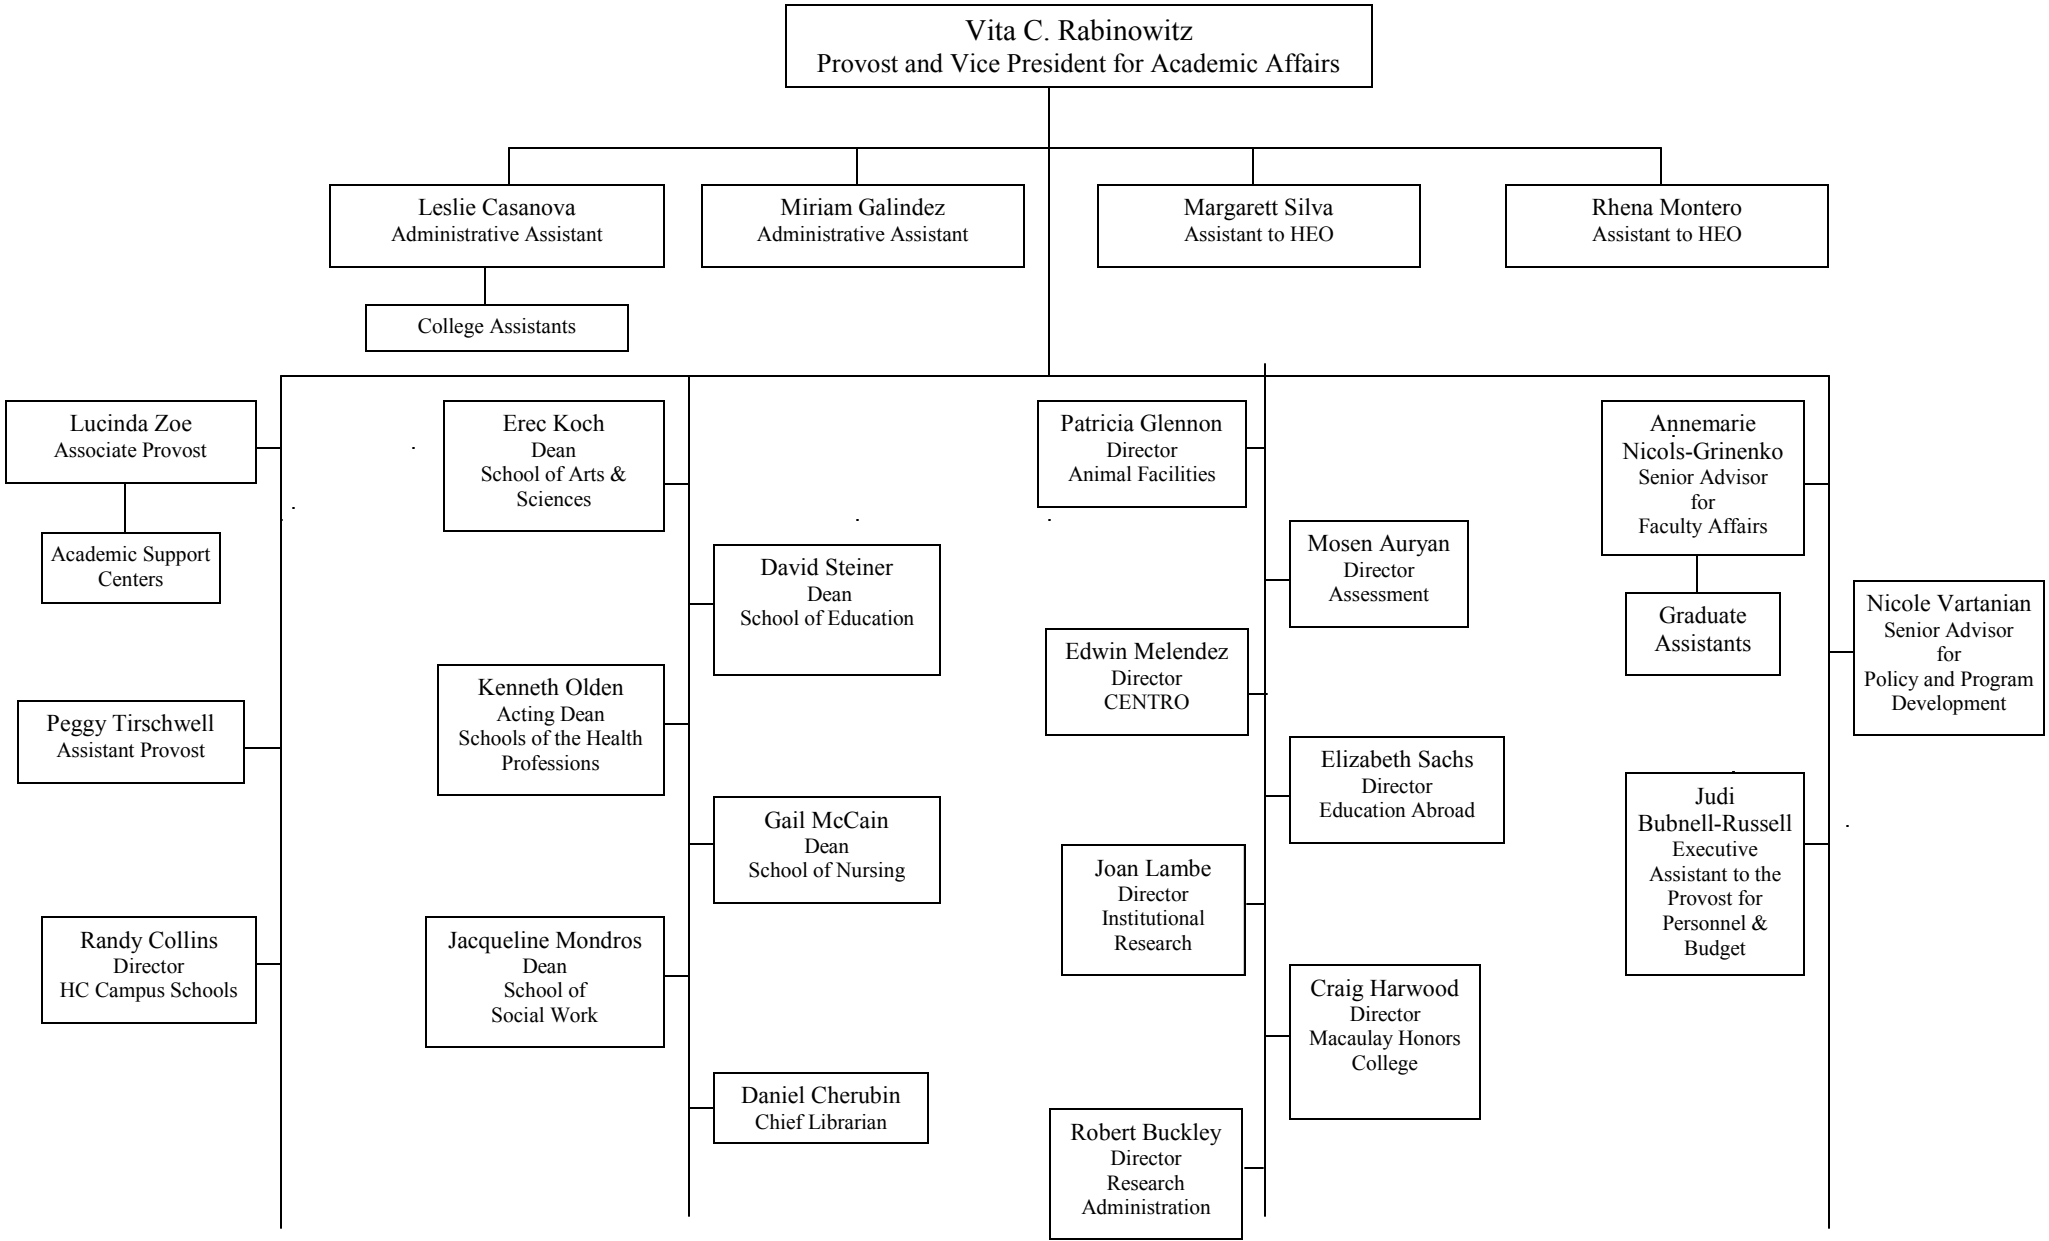 Vita C. Rabinowitz
Provost and Vice President for Academic Affairs
Leslie Casanova
Administrative Assistant
Miriam Galindez
Administrative Assistant
Margarett Silva
Assistant to HEO
Rhena Montero
Assistant to HEO
College Assistants
Lucinda Zoe
Associate Provost
Academic Support
Centers
Peggy Tirschwell
Assistant Provost
Randy Collins
Director
HC Campus Schools
Erec Koch
Dean
School of Arts &
Sciences
David Steiner
Dean
School of Education
Kenneth Olden
Acting Dean
Schools of the Health
Professions
Gail McCain
Dean
School of Nursing
Jacqueline Mondros
Dean
School of
Social Work
Daniel Cherubin
Chief Librarian
Patricia Glennon
Director
Animal Facilities
Mosen Auryan
Director
Assessment
Edwin Melendez
Director
CENTRO
Elizabeth Sachs
Director
Education Abroad
Joan Lambe
Director
Institutional
Research
Craig Harwood
Director
Macaulay Honors
College
Robert Buckley
Director
Research
Administration
Annemarie
Nicols-Grinenko
Senior Advisor
for
Faculty Affairs
Graduate
Assistants
Nicole Vartanian
Senior Advisor
for
Policy and Program
Development
Judi
Bubnell-Russell
Executive
Assistant to the
Provost for
Personnel &
Budget